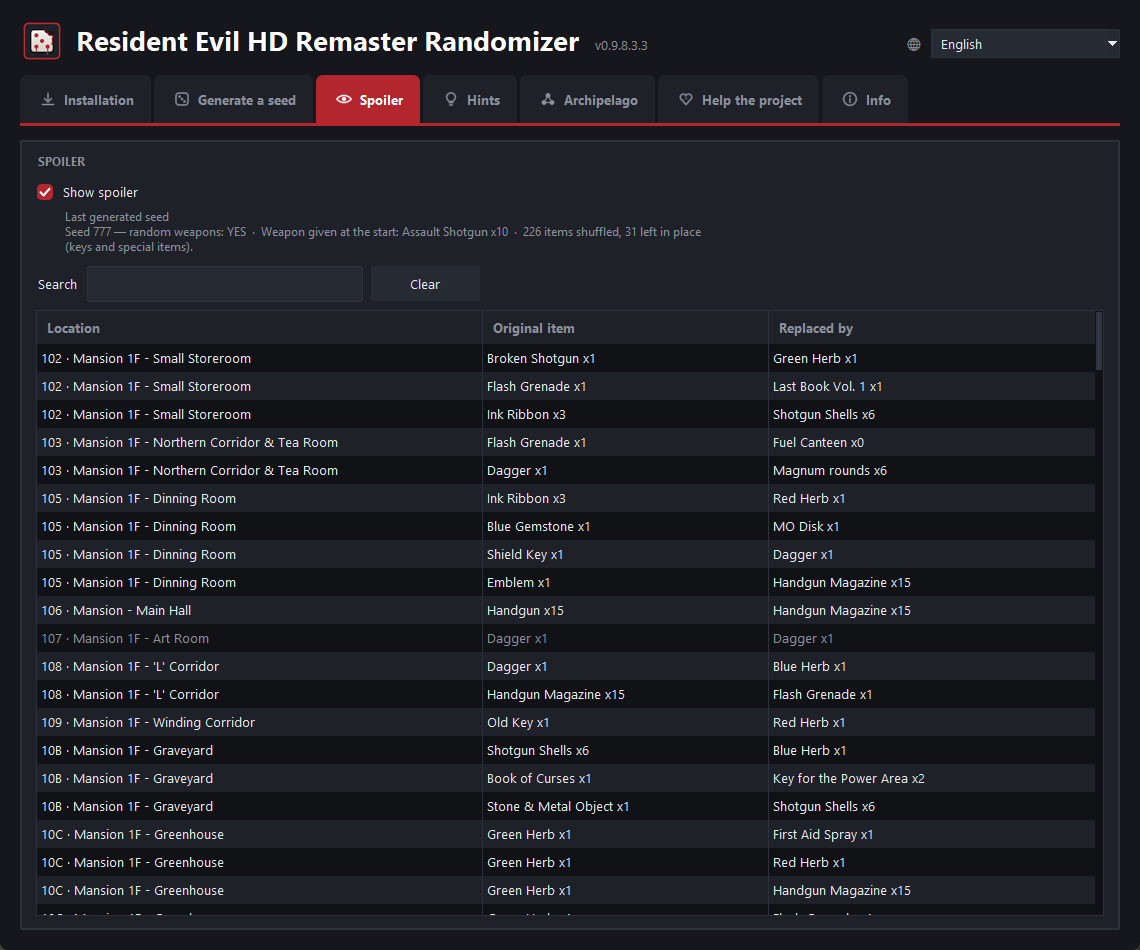 Resident Evil HD Remaster Randomizer v0.9.8.3.3
English
Installation Generate a seed Spoiler Hints Archipelago Help the project Info
SPOILER
Show spoiler
Last generated seed
Seed 777 — random weapons: YES · Weapon given at the start: Assault Shotgun x10 · 226 items shuffled, 31 left in place
(keys and special items).
Search Clear
Location Original item Replaced by
102 · Mansion 1F - Small Storeroom Broken Shotgun x1 Green Herb x1
102 · Mansion 1F - Small Storeroom Flash Grenade x1 Last Book Vol. 1 x1
102 · Mansion 1F - Small Storeroom Ink Ribbon x3 Shotgun Shells x6
103 · Mansion 1F - Northern Corridor & Tea Room Flash Grenade x1 Fuel Canteen x0
103 · Mansion 1F - Northern Corridor & Tea Room Dagger x1 Magnum rounds x6
105 · Mansion 1F - Dinning Room Ink Ribbon x3 Red Herb x1
105 · Mansion 1F - Dinning Room Blue Gemstone x1 MO Disk x1
105 · Mansion 1F - Dinning Room Shield Key x1 Dagger x1
105 · Mansion 1F - Dinning Room Emblem x1 Handgun Magazine x15
106 · Mansion - Main Hall Handgun x15 Handgun Magazine x15
107 · Mansion 1F - Art Room Dagger x1 Dagger x1
108 · Mansion 1F - 'L' Corridor Dagger x1 Blue Herb x1
108 · Mansion 1F - 'L' Corridor Handgun Magazine x15 Flash Grenade x1
109 · Mansion 1F - Winding Corridor Old Key x1 Red Herb x1
10B · Mansion 1F - Graveyard Shotgun Shells x6 Blue Herb x1
10B · Mansion 1F - Graveyard Book of Curses x1 Key for the Power Area x2
10B · Mansion 1F - Graveyard Stone & Metal Object x1 Shotgun Shells x6
10C · Mansion 1F - Greenhouse Green Herb x1 First Aid Spray x1
10C · Mansion 1F - Greenhouse Green Herb x1 Red Herb x1
10C · Mansion 1F - Greenhouse Green Herb x1 Handgun Magazine x15